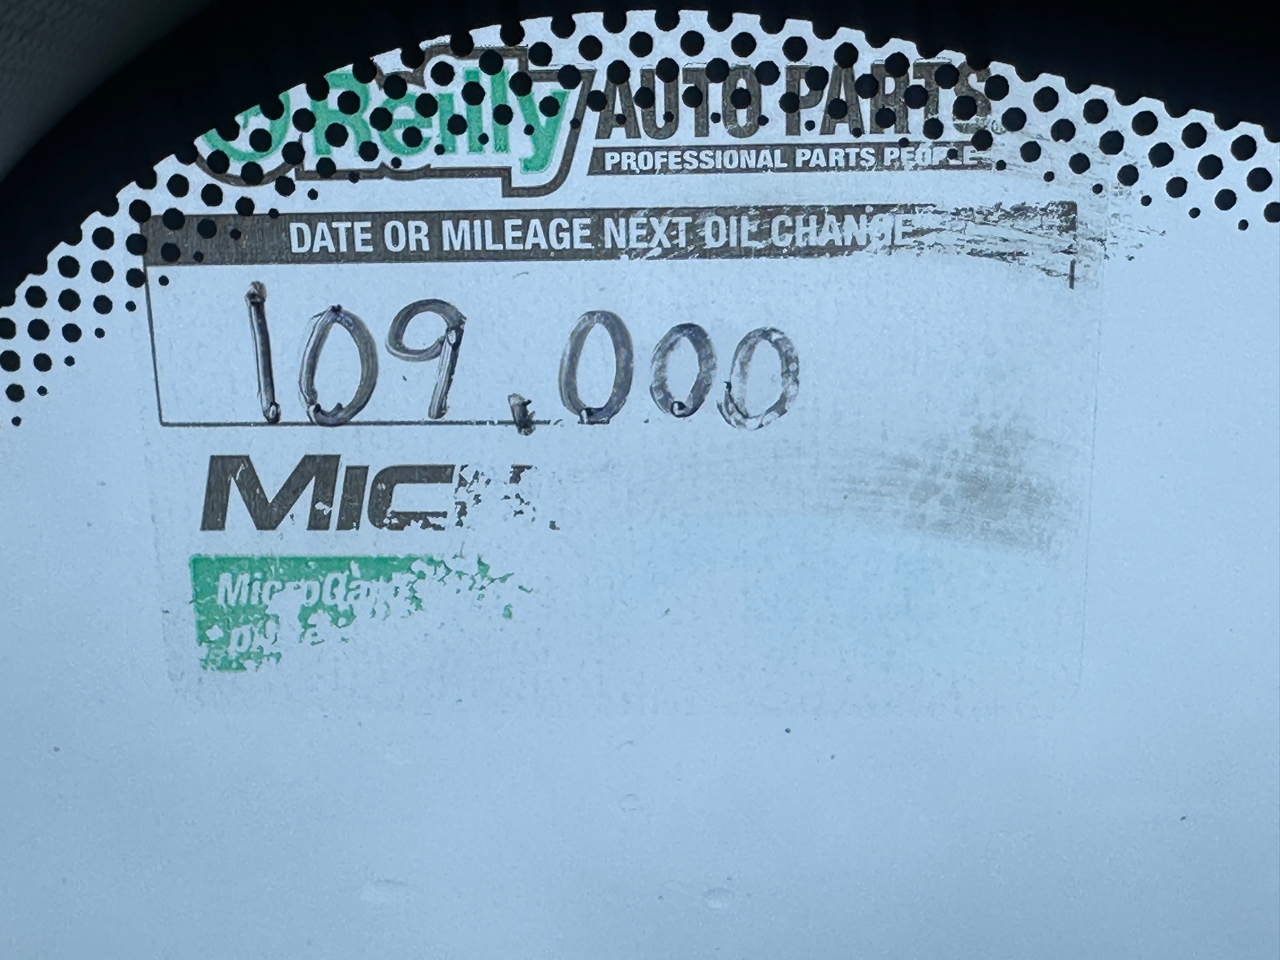 O'Reilly AUTO PARTS
PROFESSIONAL PARTS PEOPLE
DATE OR MILEAGE NEXT OIL CHANGE
109,000